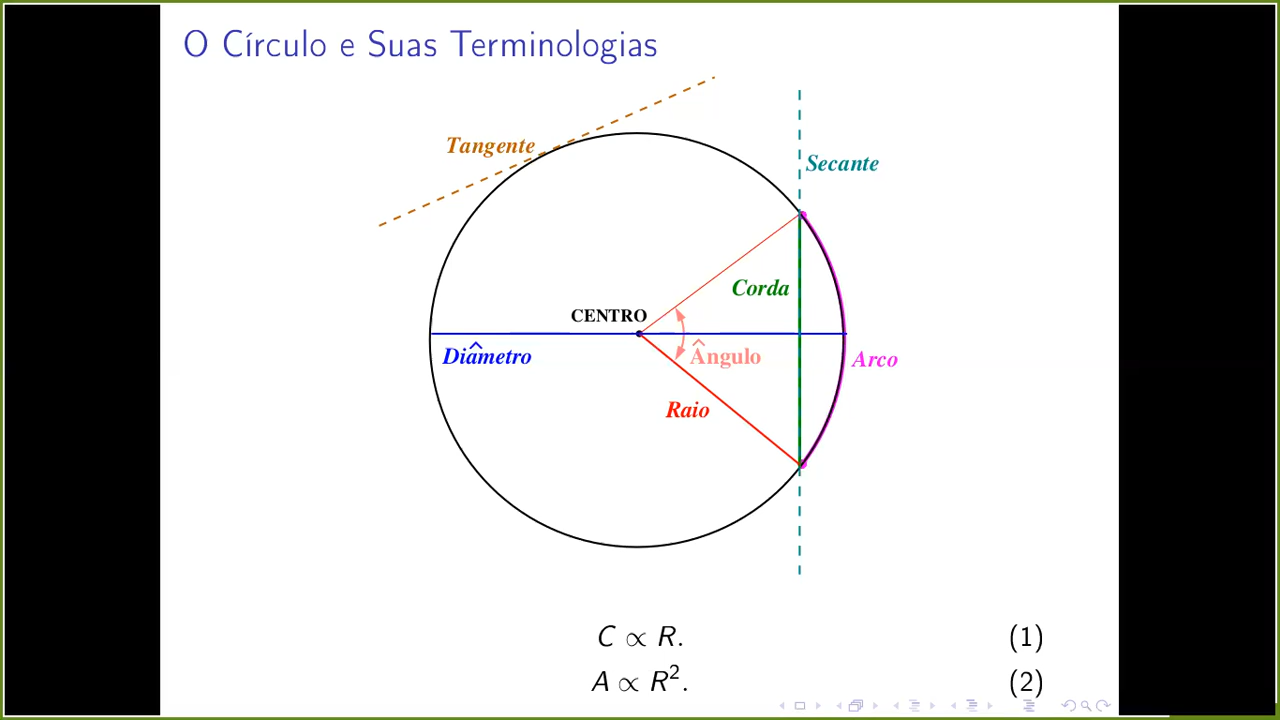 O Círculo e Suas Terminologias
Tangente
Secante
Corda
CENTRO
Diâmetro
Ângulo
Arco
Raio
C ∝ R. (1)
A ∝ R². (2)